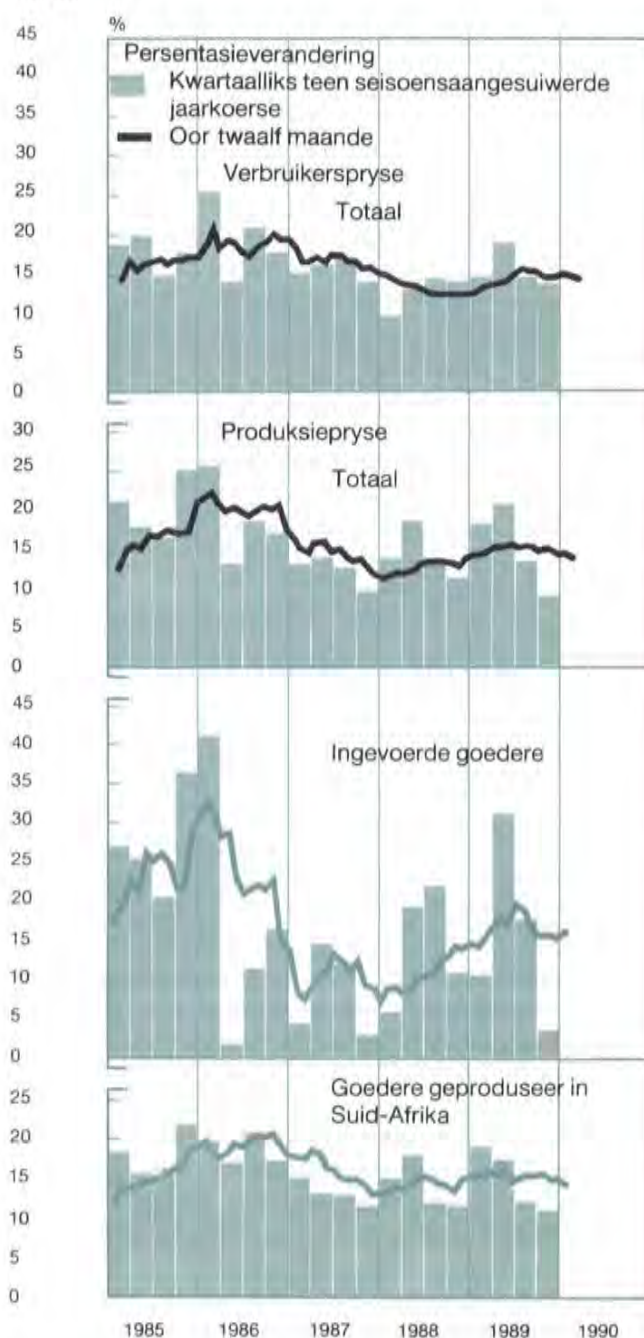 %
45
40
35
30
25
20
15
10
5
0
Persentasieverandering
Kwartaalliks teen seisoensaangesuiwerde
jaarkoerse
Oor twaalf maande
Verbruikerspryse
Totaal
30
25
20
15
10
5
0
Produksiepryse
Totaal
45
40
35
30
25
20
15
10
5
0
Ingevoerde goedere
25
20
15
10
5
0
Goedere geproduseer in
Suid-Afrika
1985 1986 1987 1988 1989 1990